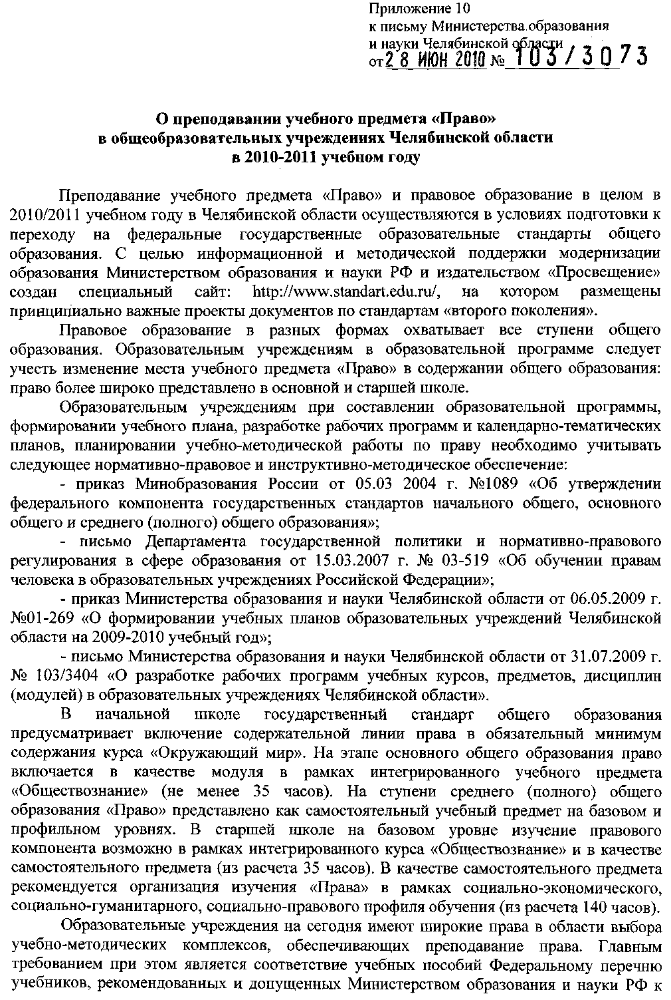 Приложение 10
к письму Министерства образования
и науки Челябинской области
от 28 ИЮН 2010 № 103/3073
О преподавании учебного предмета «Право»
в общеобразовательных учреждениях Челябинской области
в 2010-2011 учебном году
Преподавание учебного предмета «Право» и правовое образование в целом в
2010/2011 учебном году в Челябинской области осуществляются в условиях подготовки к
переходу на федеральные государственные образовательные стандарты общего
образования. С целью информационной и методической поддержки модернизации
образования Министерством образования и науки РФ и издательством «Просвещение»
создан специальный сайт: http://www.standart.edu.ru/, на котором размещены
принципиально важные проекты документов по стандартам «второго поколения».
Правовое образование в разных формах охватывает все ступени общего
образования. Образовательным учреждениям в образовательной программе следует
учесть изменение места учебного предмета «Право» в содержании общего образования:
право более широко представлено в основной и старшей школе.
Образовательным учреждениям при составлении образовательной программы,
формировании учебного плана, разработке рабочих программ и календарно-тематических
планов, планировании учебно-методической работы по праву необходимо учитывать
следующее нормативно-правовое и инструктивно-методическое обеспечение:
- приказ Минобразования России от 05.03 2004 г. №1089 «Об утверждении
федерального компонента государственных стандартов начального общего, основного
общего и среднего (полного) общего образования»;
- письмо Департамента государственной политики и нормативно-правового
регулирования в сфере образования от 15.03.2007 г. № 03-519 «Об обучении правам
человека в образовательных учреждениях Российской Федерации»;
- приказ Министерства образования и науки Челябинской области от 06.05.2009 г.
№01-269 «О формировании учебных планов образовательных учреждений Челябинской
области на 2009-2010 учебный год»;
- письмо Министерства образования и науки Челябинской области от 31.07.2009 г.
№ 103/3404 «О разработке рабочих программ учебных курсов, предметов, дисциплин
(модулей) в образовательных учреждениях Челябинской области».
В начальной школе государственный стандарт общего образования
предусматривает включение содержательной линии права в обязательный минимум
содержания курса «Окружающий мир». На этапе основного общего образования право
включается в качестве модуля в рамках интегрированного учебного предмета
«Обществознание» (не менее 35 часов). На ступени среднего (полного) общего
образования «Право» представлено как самостоятельный учебный предмет на базовом и
профильном уровнях. В старшей школе на базовом уровне изучение правового
компонента возможно в рамках интегрированного курса «Обществознание» и в качестве
самостоятельного предмета (из расчета 35 часов). В качестве самостоятельного предмета
рекомендуется организация изучения «Права» в рамках социально-экономического,
социально-гуманитарного, социально-правового профиля обучения (из расчета 140 часов).
Образовательные учреждения на сегодня имеют широкие права в области выбора
учебно-методических комплексов, обеспечивающих преподавание права. Главным
требованием при этом является соответствие учебных пособий Федеральному перечню
учебников, рекомендованных и допущенных Министерством образования и науки РФ к